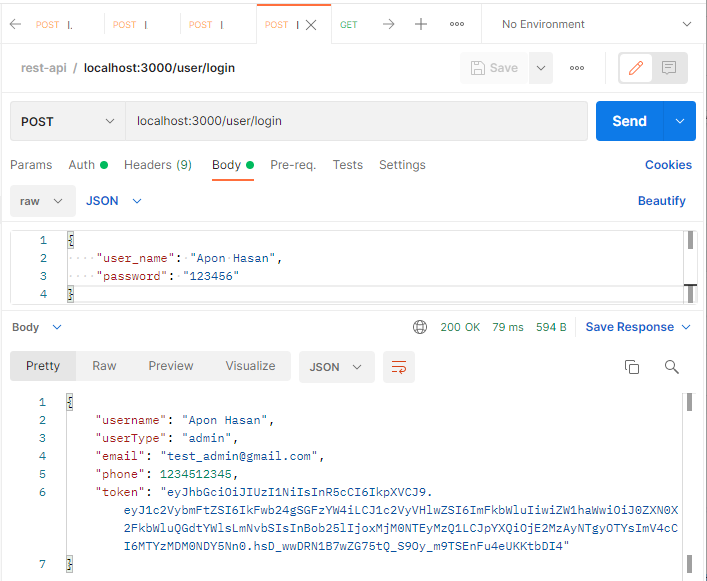 POST I. POST I POST I POST I GET No Environment
rest-api / localhost:3000/user/login Save
POST localhost:3000/user/login Send
Params Auth Headers (9) Body Pre-req. Tests Settings Cookies
raw JSON Beautify
1 {
2 "user_name": "Apon Hasan",
3 "password": "123456"
4 }
Body 200 OK 79 ms 594 B Save Response
Pretty Raw Preview Visualize JSON
1 {
2 "username": "Apon Hasan",
3 "userType": "admin",
4 "email": "test_admin@gmail.com",
5 "phone": 1234512345,
6 "token": "eyJhbGciOiJIUzI1NiIsInR5cCI6IkpXVCJ9.
eyJ1c2VybmFtZSI6IkFwb24gSGFzYW4iLCJ1c2VyVHlwZSI6ImFkbWluIiwiZW1haWwiOiJ0ZXN0X
2FkbWluQGdtYWlsLmNvbSIsInBob25lIjoxMjM0NTEyMzQ1LCJpYXQiOjE2MzAyNTgyOTYsImV4cC
I6MTYzMDM0NDY5Nn0.hsD_wwDRN1B7wZG75tQ_S9Oy_m9TSEnFu4eUKKtbDI4"
7 }